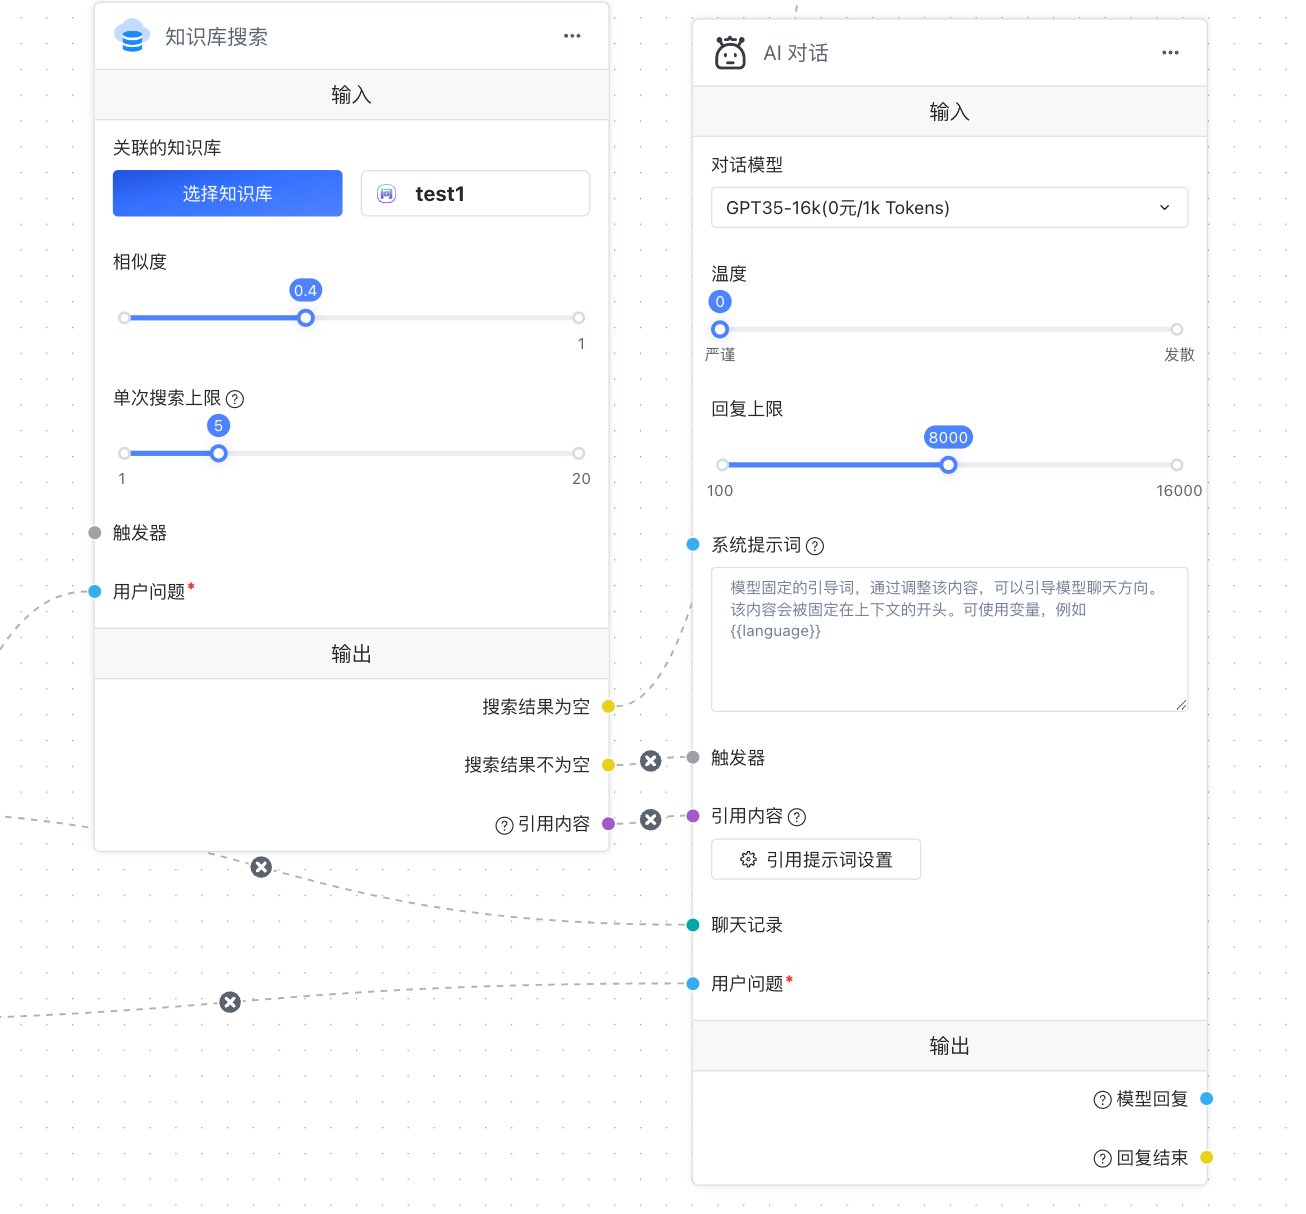 知识库搜索
输入
关联的知识库
选择知识库
test1
相似度
0.4
1
单次搜索上限
5
1
20
触发器
用户问题*
输出
搜索结果为空
搜索结果不为空
引用内容
AI 对话
输入
对话模型
GPT35-16k(0元/1k Tokens)
温度
0
严谨
发散
回复上限
8000
100
16000
系统提示词
模型固定的引导词，通过调整该内容，可以引导模型聊天方向。
该内容会被固定在上下文的开头。可使用变量，例如
{{language}}
触发器
引用内容
引用提示词设置
聊天记录
用户问题*
输出
模型回复
回复结束